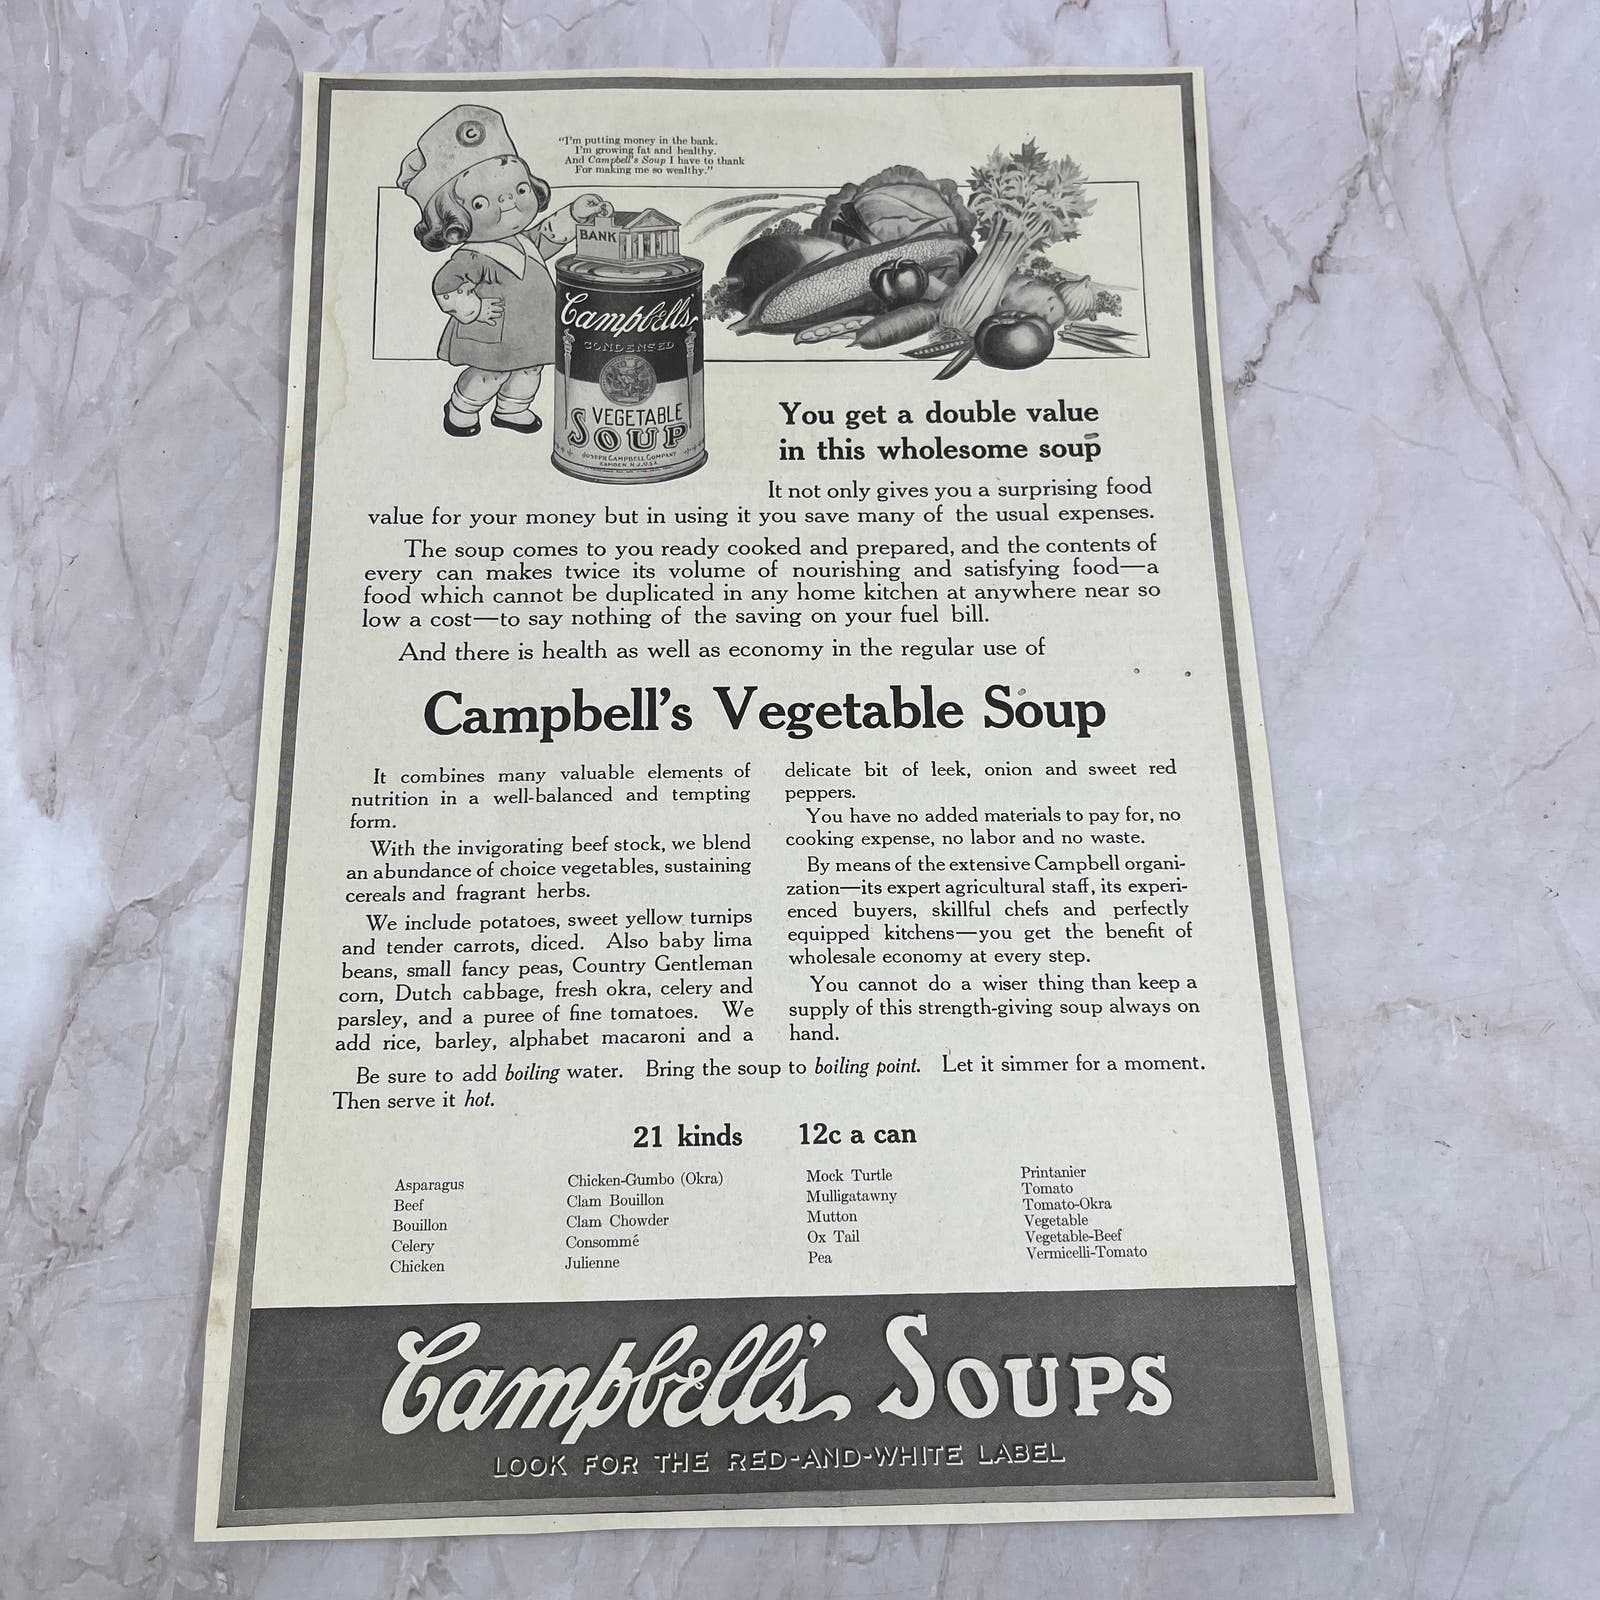 C
"I'm putting money in the bank.
I'm growing fat and healthy.
And Campbell's Soup I have to thank
For making me so wealthy."
BANK
Campbell's
CONDENSED
VEGETABLE
SOUP
JOSEPH CAMPBELL COMPANY
CAMDEN, N.J., U.S.A.
You get a double value
in this wholesome soup
It not only gives you a surprising food
value for your money but in using it you save many of the usual expenses.
The soup comes to you ready cooked and prepared, and the contents of
every can makes twice its volume of nourishing and satisfying food—a
food which cannot be duplicated in any home kitchen at anywhere near so
low a cost—to say nothing of the saving on your fuel bill.
And there is health as well as economy in the regular use of
Campbell's Vegetable Soup
It combines many valuable elements of
nutrition in a well-balanced and tempting
form.
With the invigorating beef stock, we blend
an abundance of choice vegetables, sustaining
cereals and fragrant herbs.
We include potatoes, sweet yellow turnips
and tender carrots, diced. Also baby lima
beans, small fancy peas, Country Gentleman
corn, Dutch cabbage, fresh okra, celery and
parsley, and a puree of fine tomatoes. We
add rice, barley, alphabet macaroni and a
delicate bit of leek, onion and sweet red
peppers.
You have no added materials to pay for, no
cooking expense, no labor and no waste.
By means of the extensive Campbell organi-
zation—its expert agricultural staff, its experi-
enced buyers, skillful chefs and perfectly
equipped kitchens—you get the benefit of
wholesale economy at every step.
You cannot do a wiser thing than keep a
supply of this strength-giving soup always on
hand.
Be sure to add boiling water. Bring the soup to boiling point. Let it simmer for a moment.
Then serve it hot.
21 kinds 12c a can
Asparagus
Beef
Bouillon
Celery
Chicken
Chicken-Gumbo (Okra)
Clam Bouillon
Clam Chowder
Consommé
Julienne
Mock Turtle
Mulligatawny
Mutton
Ox Tail
Pea
Printanier
Tomato
Tomato-Okra
Vegetable
Vegetable-Beef
Vermicelli-Tomato
Campbell's SOUPS
LOOK FOR THE RED-AND-WHITE LABEL